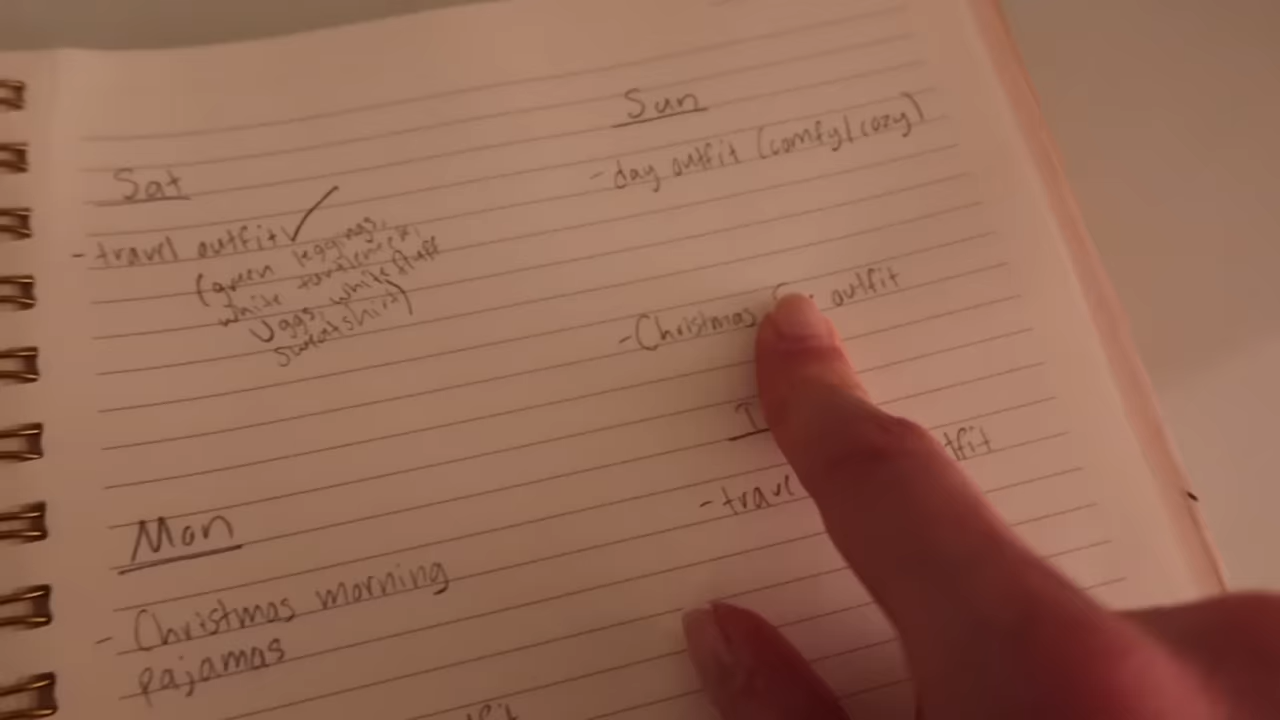 Sat
- travel outfit ✓
(green leggings,
white turtleneck,
Uggs, white fluff
sweatshirt)
Sun
- day outfit (comfy/cozy)
- Christmas outfit
Mon
- Christmas morning
pajamas